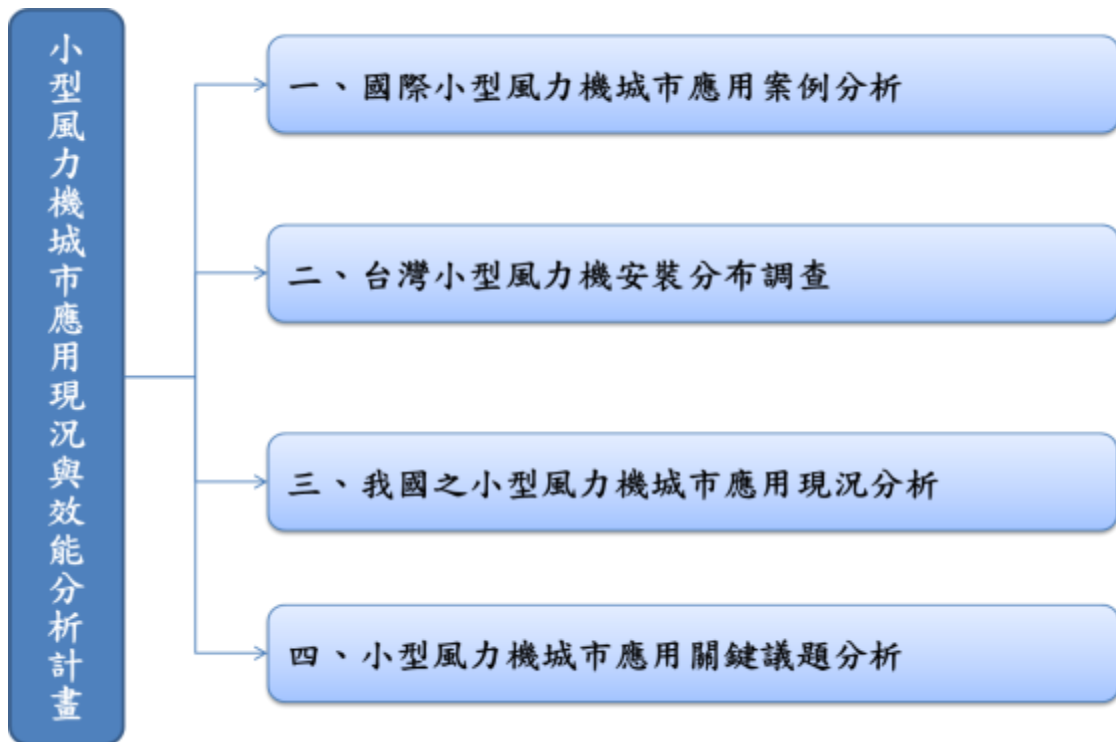 小型風力機城市應用現況與效能分析計畫
一、國際小型風力機城市應用案例分析
二、台灣小型風力機安裝分布調查
三、我國之小型風力機城市應用現況分析
四、小型風力機城市應用關鍵議題分析